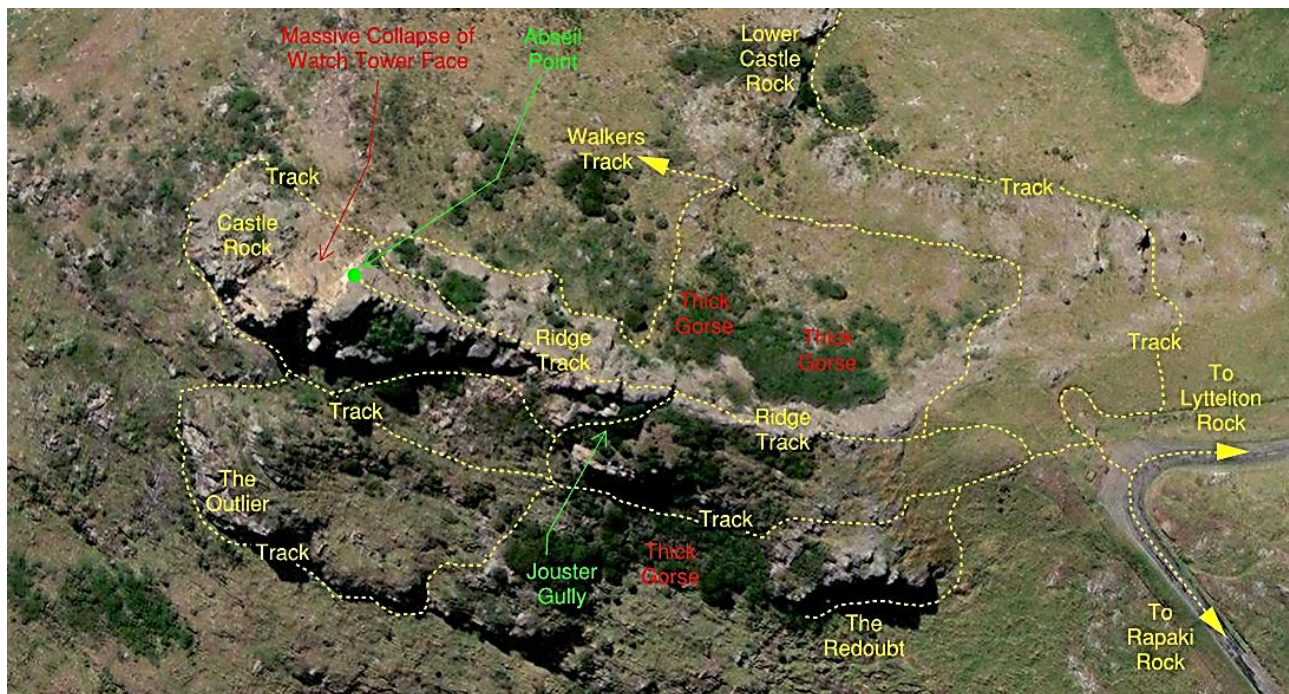 Massive Collapse of
Watch Tower Face
Abseil
Point
Lower
Castle
Rock
Walkers
Track
Track
Track
Castle
Rock
Thick
Gorse
Thick
Gorse
Ridge
Track
Track
To
Lyttelton
Rock
Track
Ridge
Track
The
Outlier
Track
Track
Thick
Gorse
Jouster
Gully
The
Redoubt
To
Rapaki
Rock